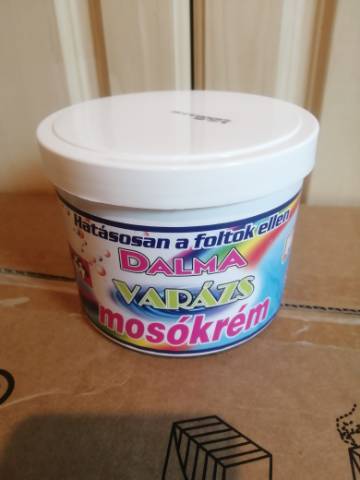 Hatásosan a foltok ellen
DALMA
VARÁZS
mosókrém